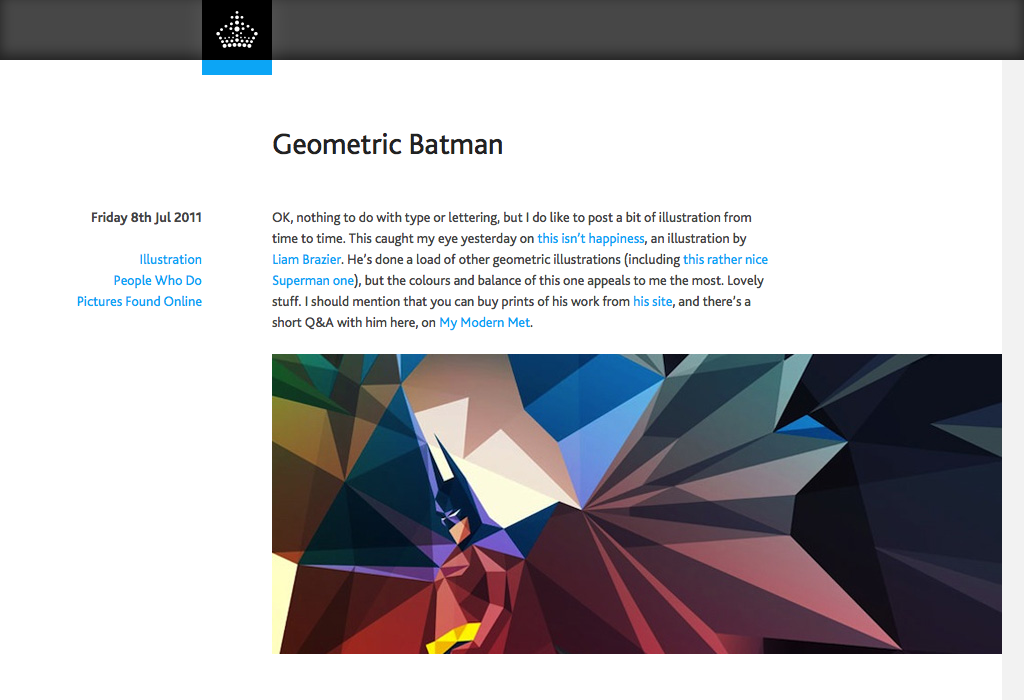 Geometric Batman
Friday 8th Jul 2011
Illustration
People Who Do
Pictures Found Online
OK, nothing to do with type or lettering, but I do like to post a bit of illustration from
time to time. This caught my eye yesterday on this isn’t happiness, an illustration by
Liam Brazier. He’s done a load of other geometric illustrations (including this rather nice
Superman one), but the colours and balance of this one appeals to me the most. Lovely
stuff. I should mention that you can buy prints of his work from his site, and there’s a
short Q&A with him here, on My Modern Met.